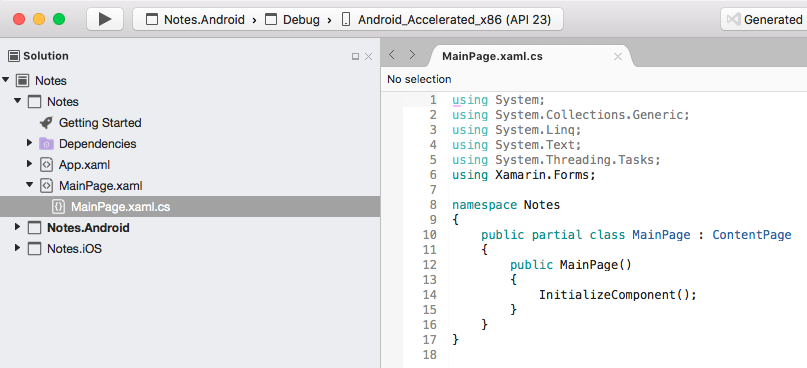 Notes.Android > Debug > Android_Accelerated_x86 (API 23)
Generated
Solution
Notes
Notes
Getting Started
Dependencies
App.xaml
MainPage.xaml
MainPage.xaml.cs
Notes.Android
Notes.iOS
MainPage.xaml.cs
No selection
1 using System;
2 using System.Collections.Generic;
3 using System.Linq;
4 using System.Text;
5 using System.Threading.Tasks;
6 using Xamarin.Forms;
7
8 namespace Notes
9 {
10     public partial class MainPage : ContentPage
11     {
12         public MainPage()
13         {
14             InitializeComponent();
15         }
16     }
17 }
18